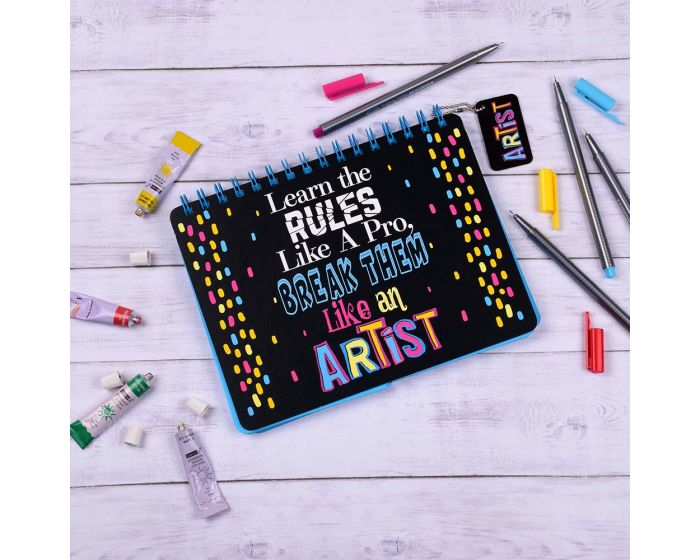 Learn the
RULES
Like A Pro,
BREAK THEM
Like an
ARTIST
ARTIST